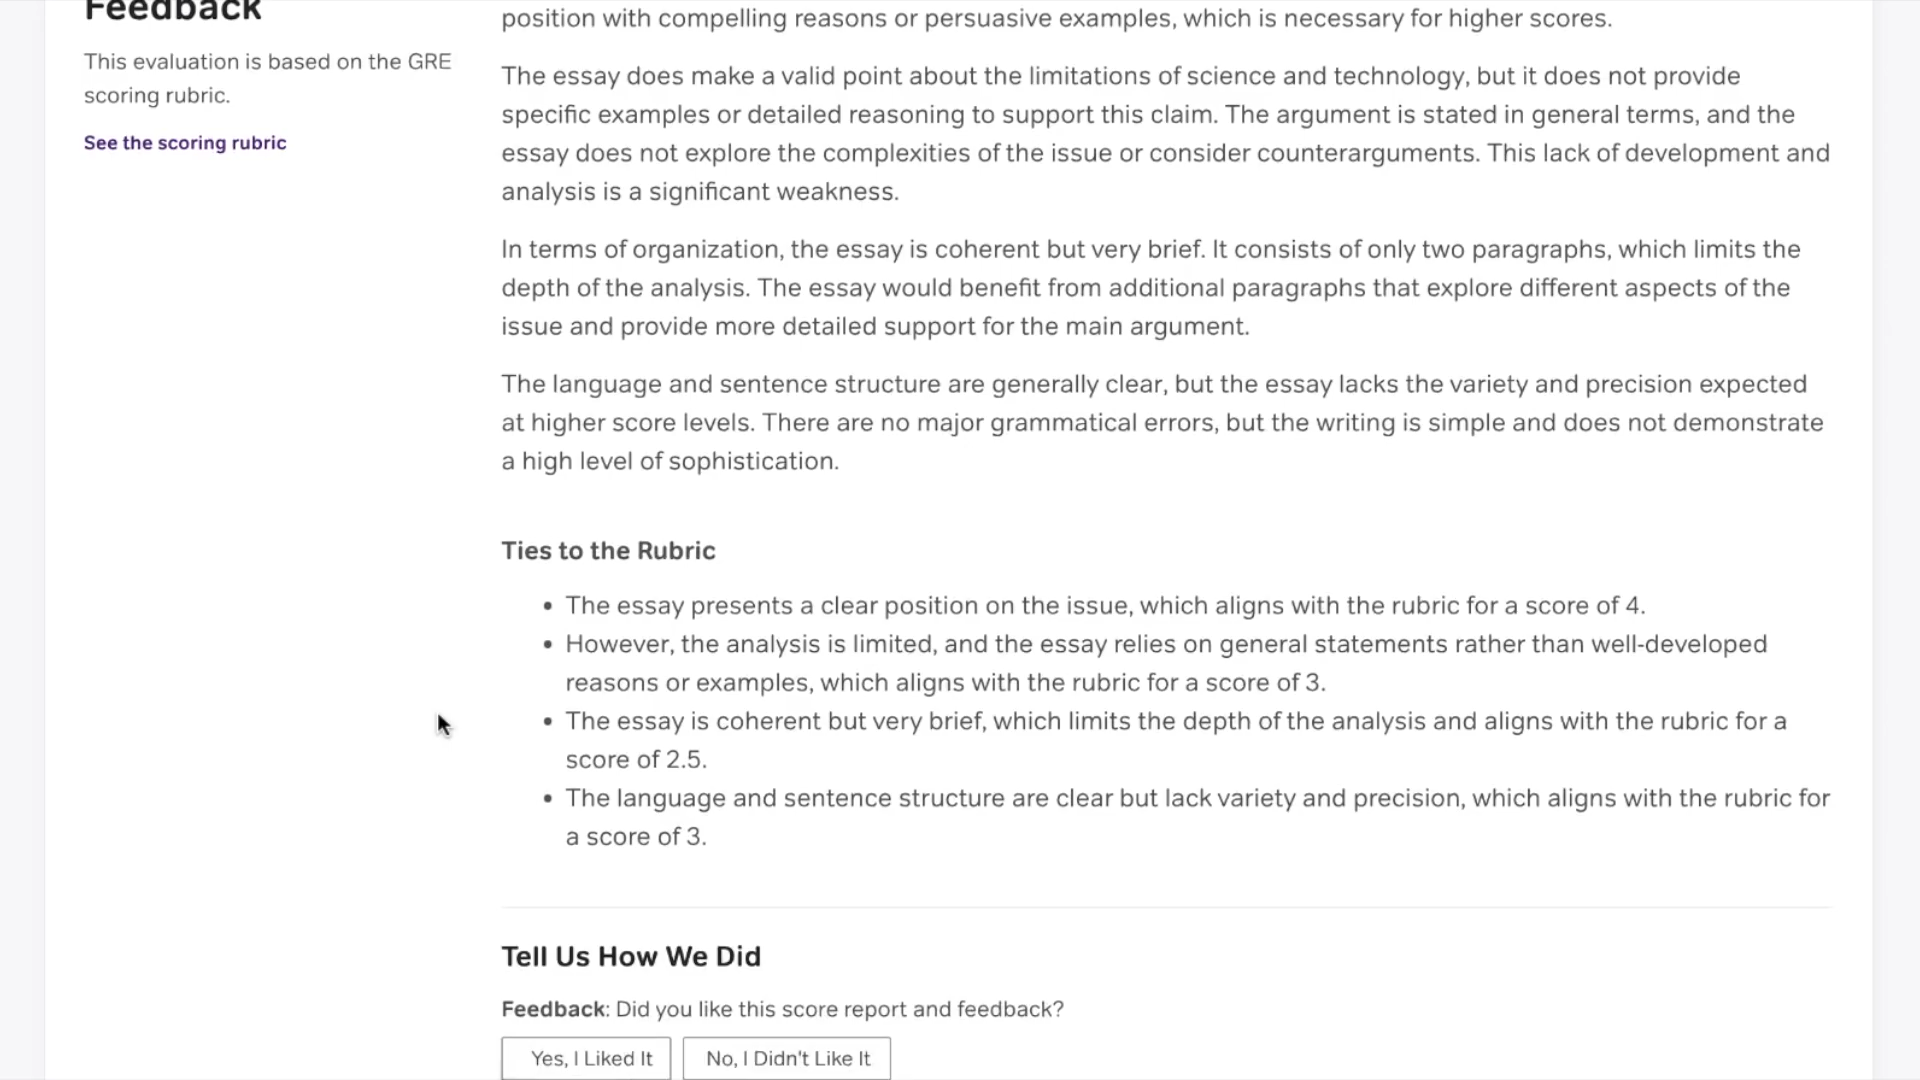 Feedback
This evaluation is based on the GRE
scoring rubric.
See the scoring rubric
position with compelling reasons or persuasive examples, which is necessary for higher scores.
The essay does make a valid point about the limitations of science and technology, but it does not provide
specific examples or detailed reasoning to support this claim. The argument is stated in general terms, and the
essay does not explore the complexities of the issue or consider counterarguments. This lack of development and
analysis is a significant weakness.
In terms of organization, the essay is coherent but very brief. It consists of only two paragraphs, which limits the
depth of the analysis. The essay would benefit from additional paragraphs that explore different aspects of the
issue and provide more detailed support for the main argument.
The language and sentence structure are generally clear, but the essay lacks the variety and precision expected
at higher score levels. There are no major grammatical errors, but the writing is simple and does not demonstrate
a high level of sophistication.
Ties to the Rubric
• The essay presents a clear position on the issue, which aligns with the rubric for a score of 4.
• However, the analysis is limited, and the essay relies on general statements rather than well-developed
reasons or examples, which aligns with the rubric for a score of 3.
• The essay is coherent but very brief, which limits the depth of the analysis and aligns with the rubric for a
score of 2.5.
• The language and sentence structure are clear but lack variety and precision, which aligns with the rubric for
a score of 3.
Tell Us How We Did
Feedback: Did you like this score report and feedback?
Yes, I Liked It
No, I Didn't Like It